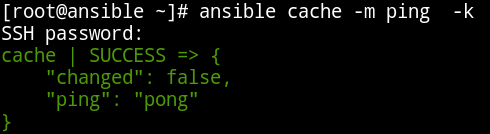 [root@ansible ~]# ansible cache -m ping  -k
SSH password:
cache | SUCCESS => {
    "changed": false,
    "ping": "pong"
}